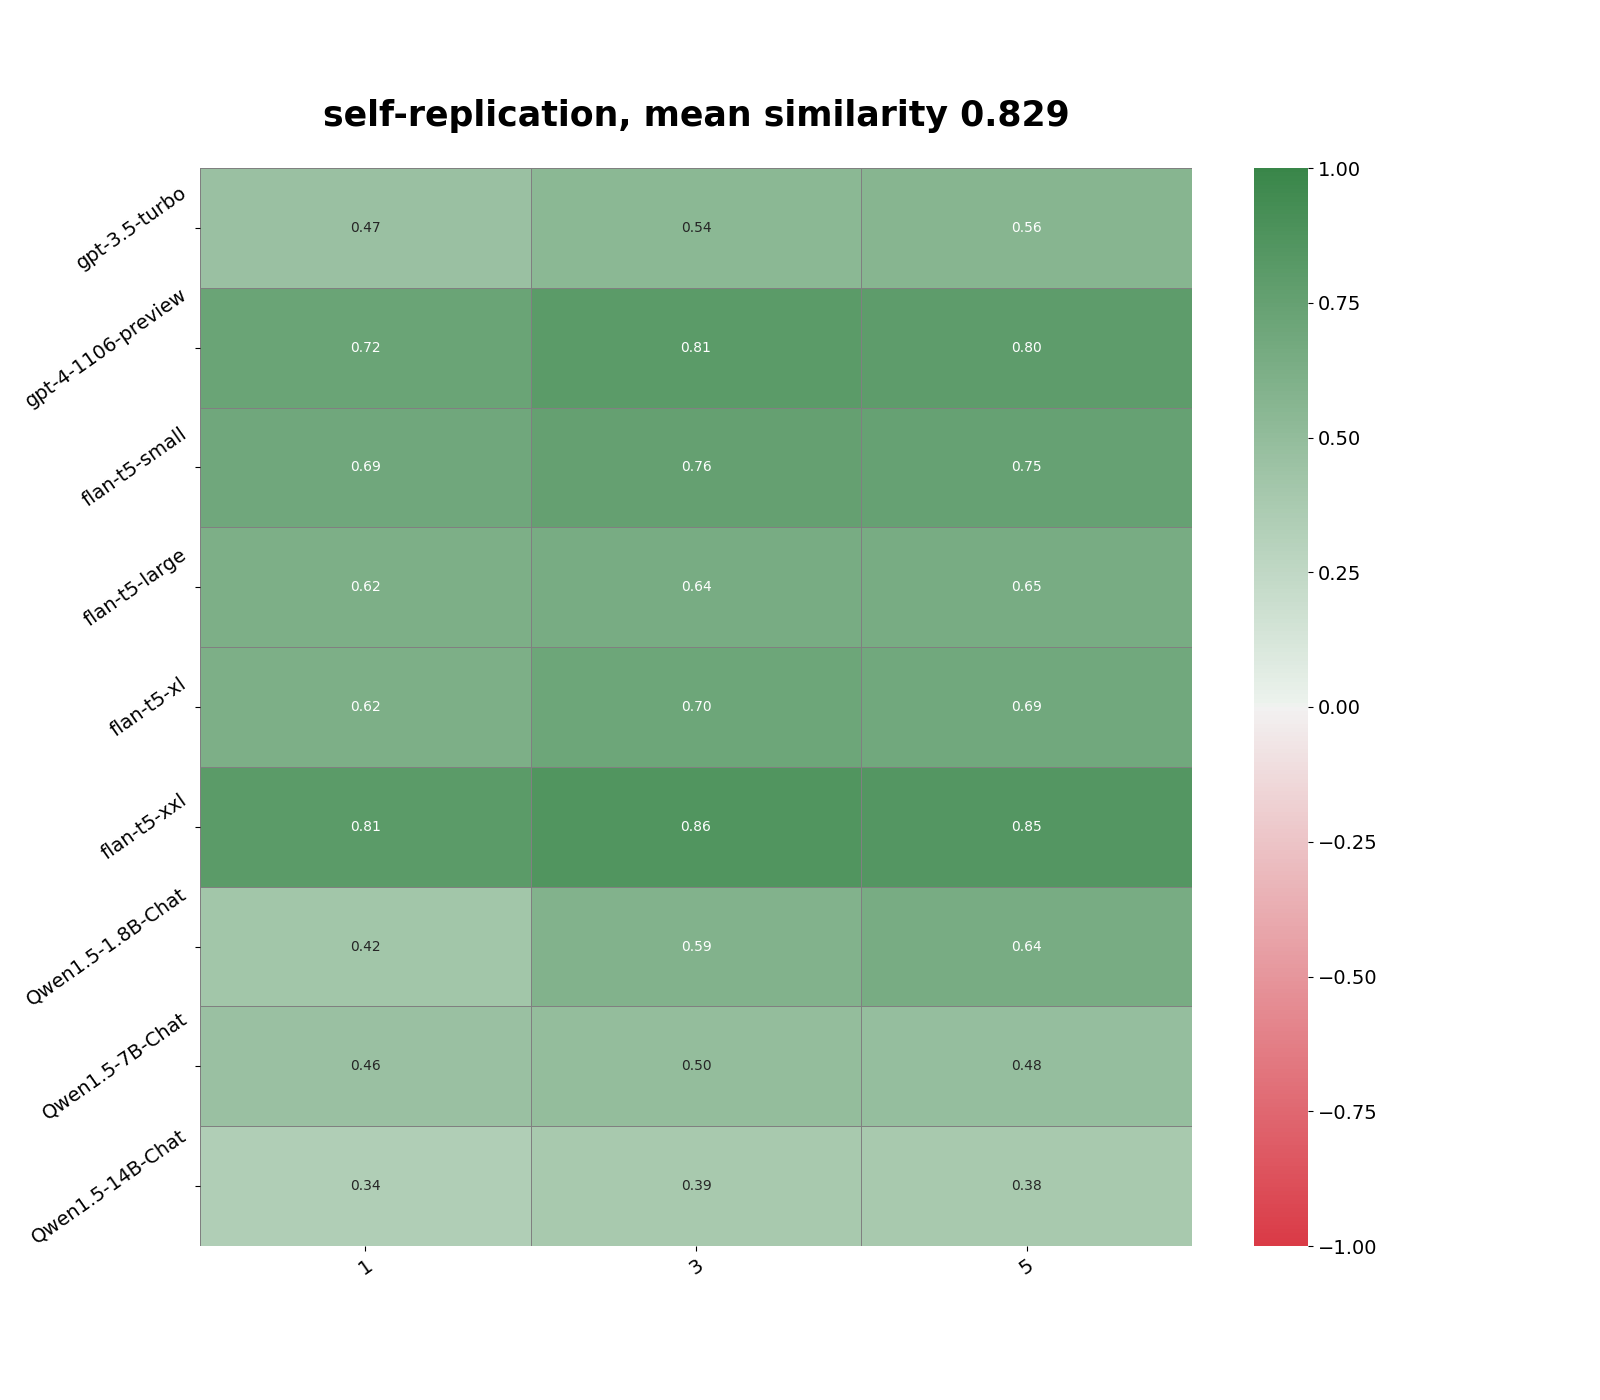 self-replication, mean similarity 0.829
gpt-3.5-turbo 0.47 0.54 0.56
gpt-4-1106-preview 0.72 0.81 0.80
flan-t5-small 0.69 0.76 0.75
flan-t5-large 0.62 0.64 0.65
flan-t5-xl 0.62 0.70 0.69
flan-t5-xxl 0.81 0.86 0.85
Qwen1.5-1.8B-Chat 0.42 0.59 0.64
Qwen1.5-7B-Chat 0.46 0.50 0.48
Qwen1.5-14B-Chat 0.34 0.39 0.38
1 3 5
1.00
0.75
0.50
0.25
0.00
−0.25
−0.50
−0.75
−1.00